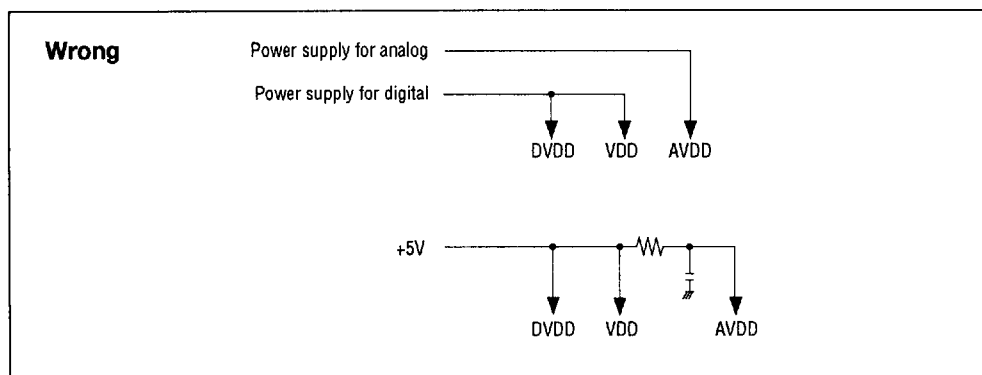 Wrong
Power supply for analog
Power supply for digital
DVDD VDD AVDD
+5V
DVDD VDD AVDD